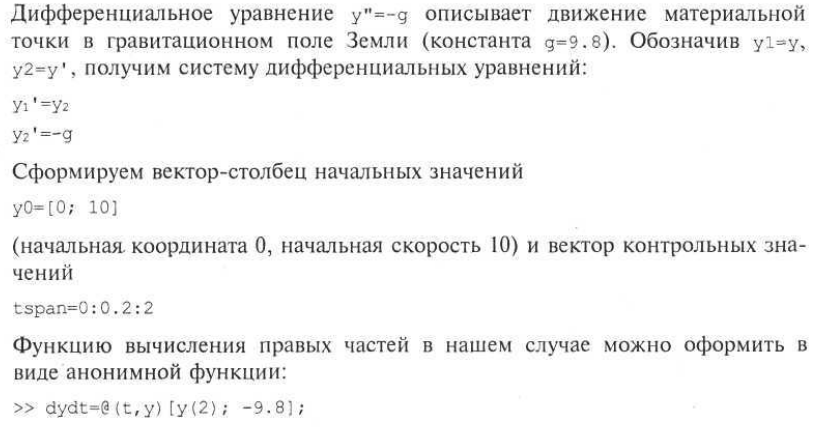 Дифференциальное уравнение y"=-g описывает движение материальной
точки в гравитационном поле Земли (константа g=9.8). Обозначив y1=y,
y2=y', получим систему дифференциальных уравнений:
y1'=y2
y2'=-g
Сформируем вектор-столбец начальных значений
y0=[0; 10]
(начальная координата 0, начальная скорость 10) и вектор контрольных зна-
чений
tspan=0:0.2:2
Функцию вычисления правых частей в нашем случае можно оформить в
виде анонимной функции:
>> dydt=@(t,y)[y(2); -9.8];